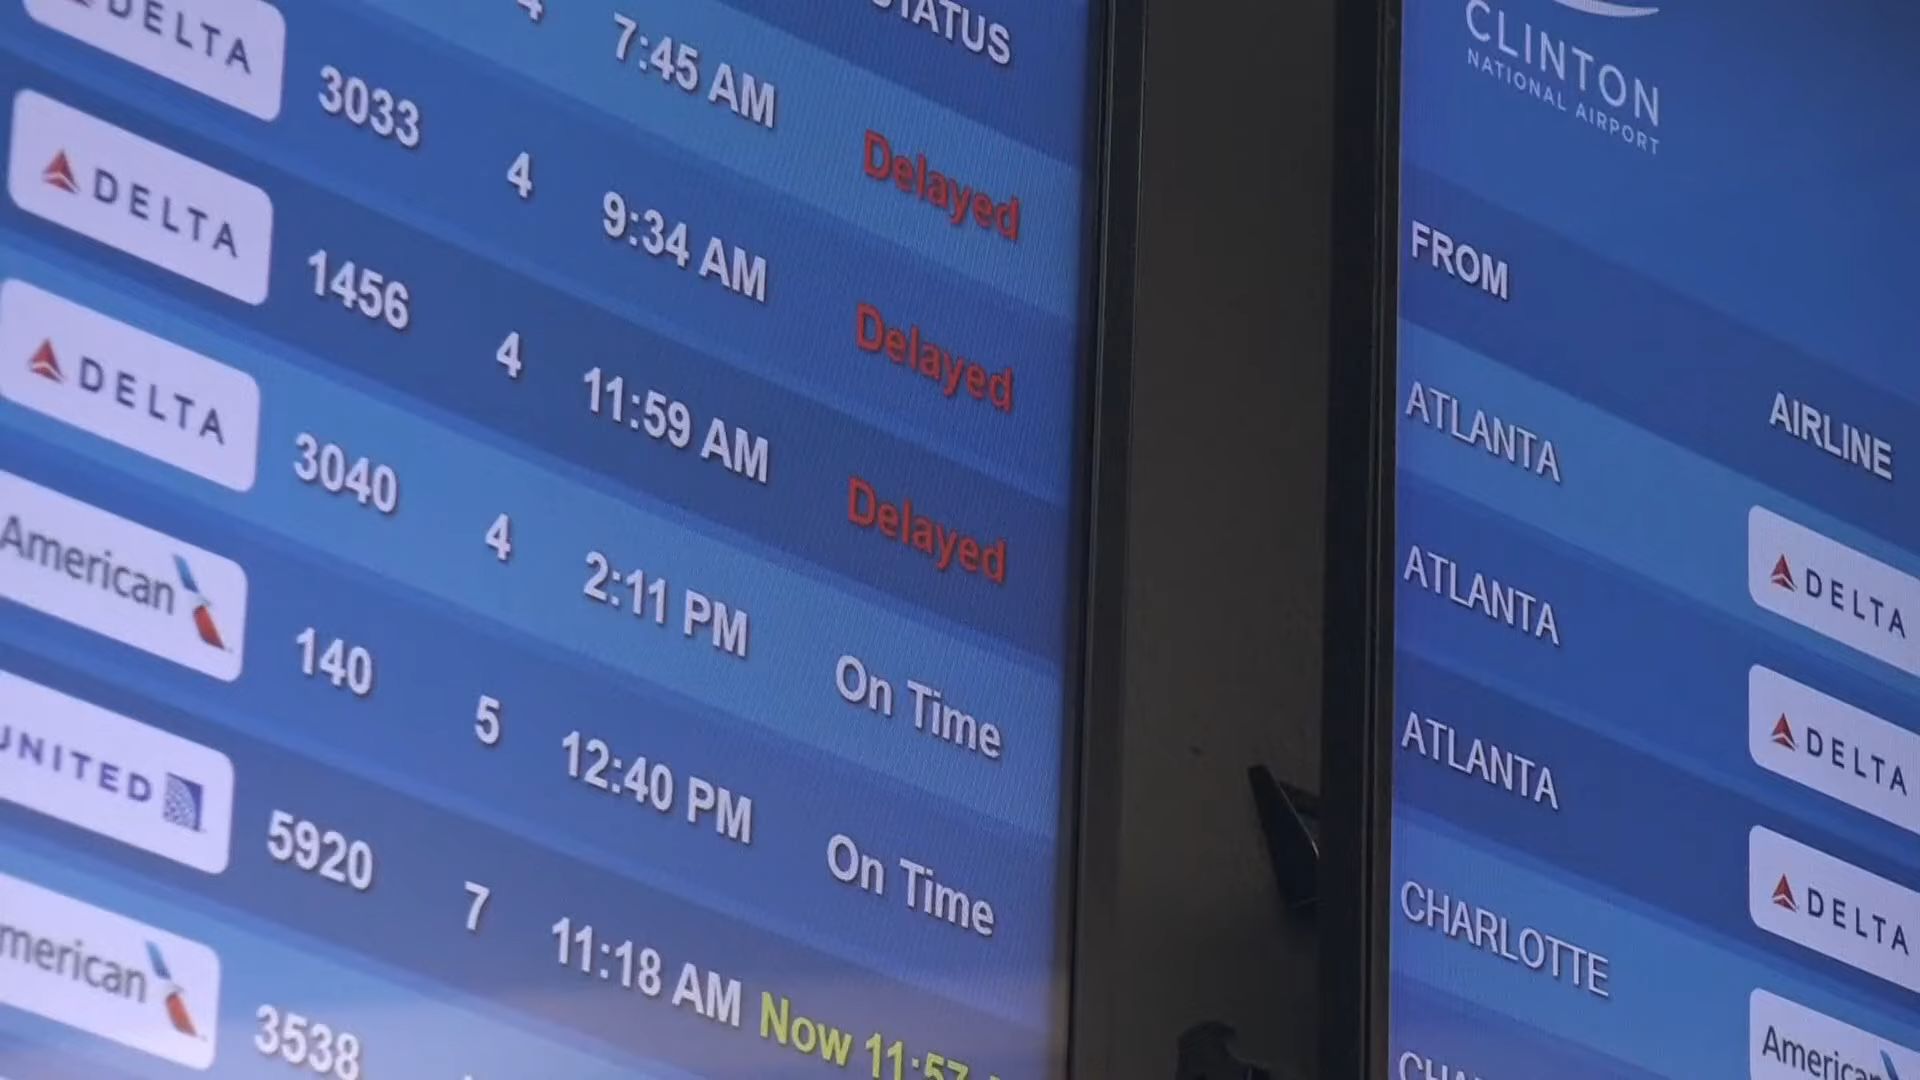 STATUS
4 7:45 AM Delayed
DELTA 3033 4 9:34 AM Delayed
DELTA 1456 4 11:59 AM Delayed
DELTA 3040 4 2:11 PM On Time
American 140 5 12:40 PM On Time
UNITED 5920 7 11:18 AM Now 11:57
American 3538
CLINTON
NATIONAL AIRPORT
FROM AIRLINE
ATLANTA DELTA
ATLANTA DELTA
ATLANTA DELTA
CHARLOTTE American